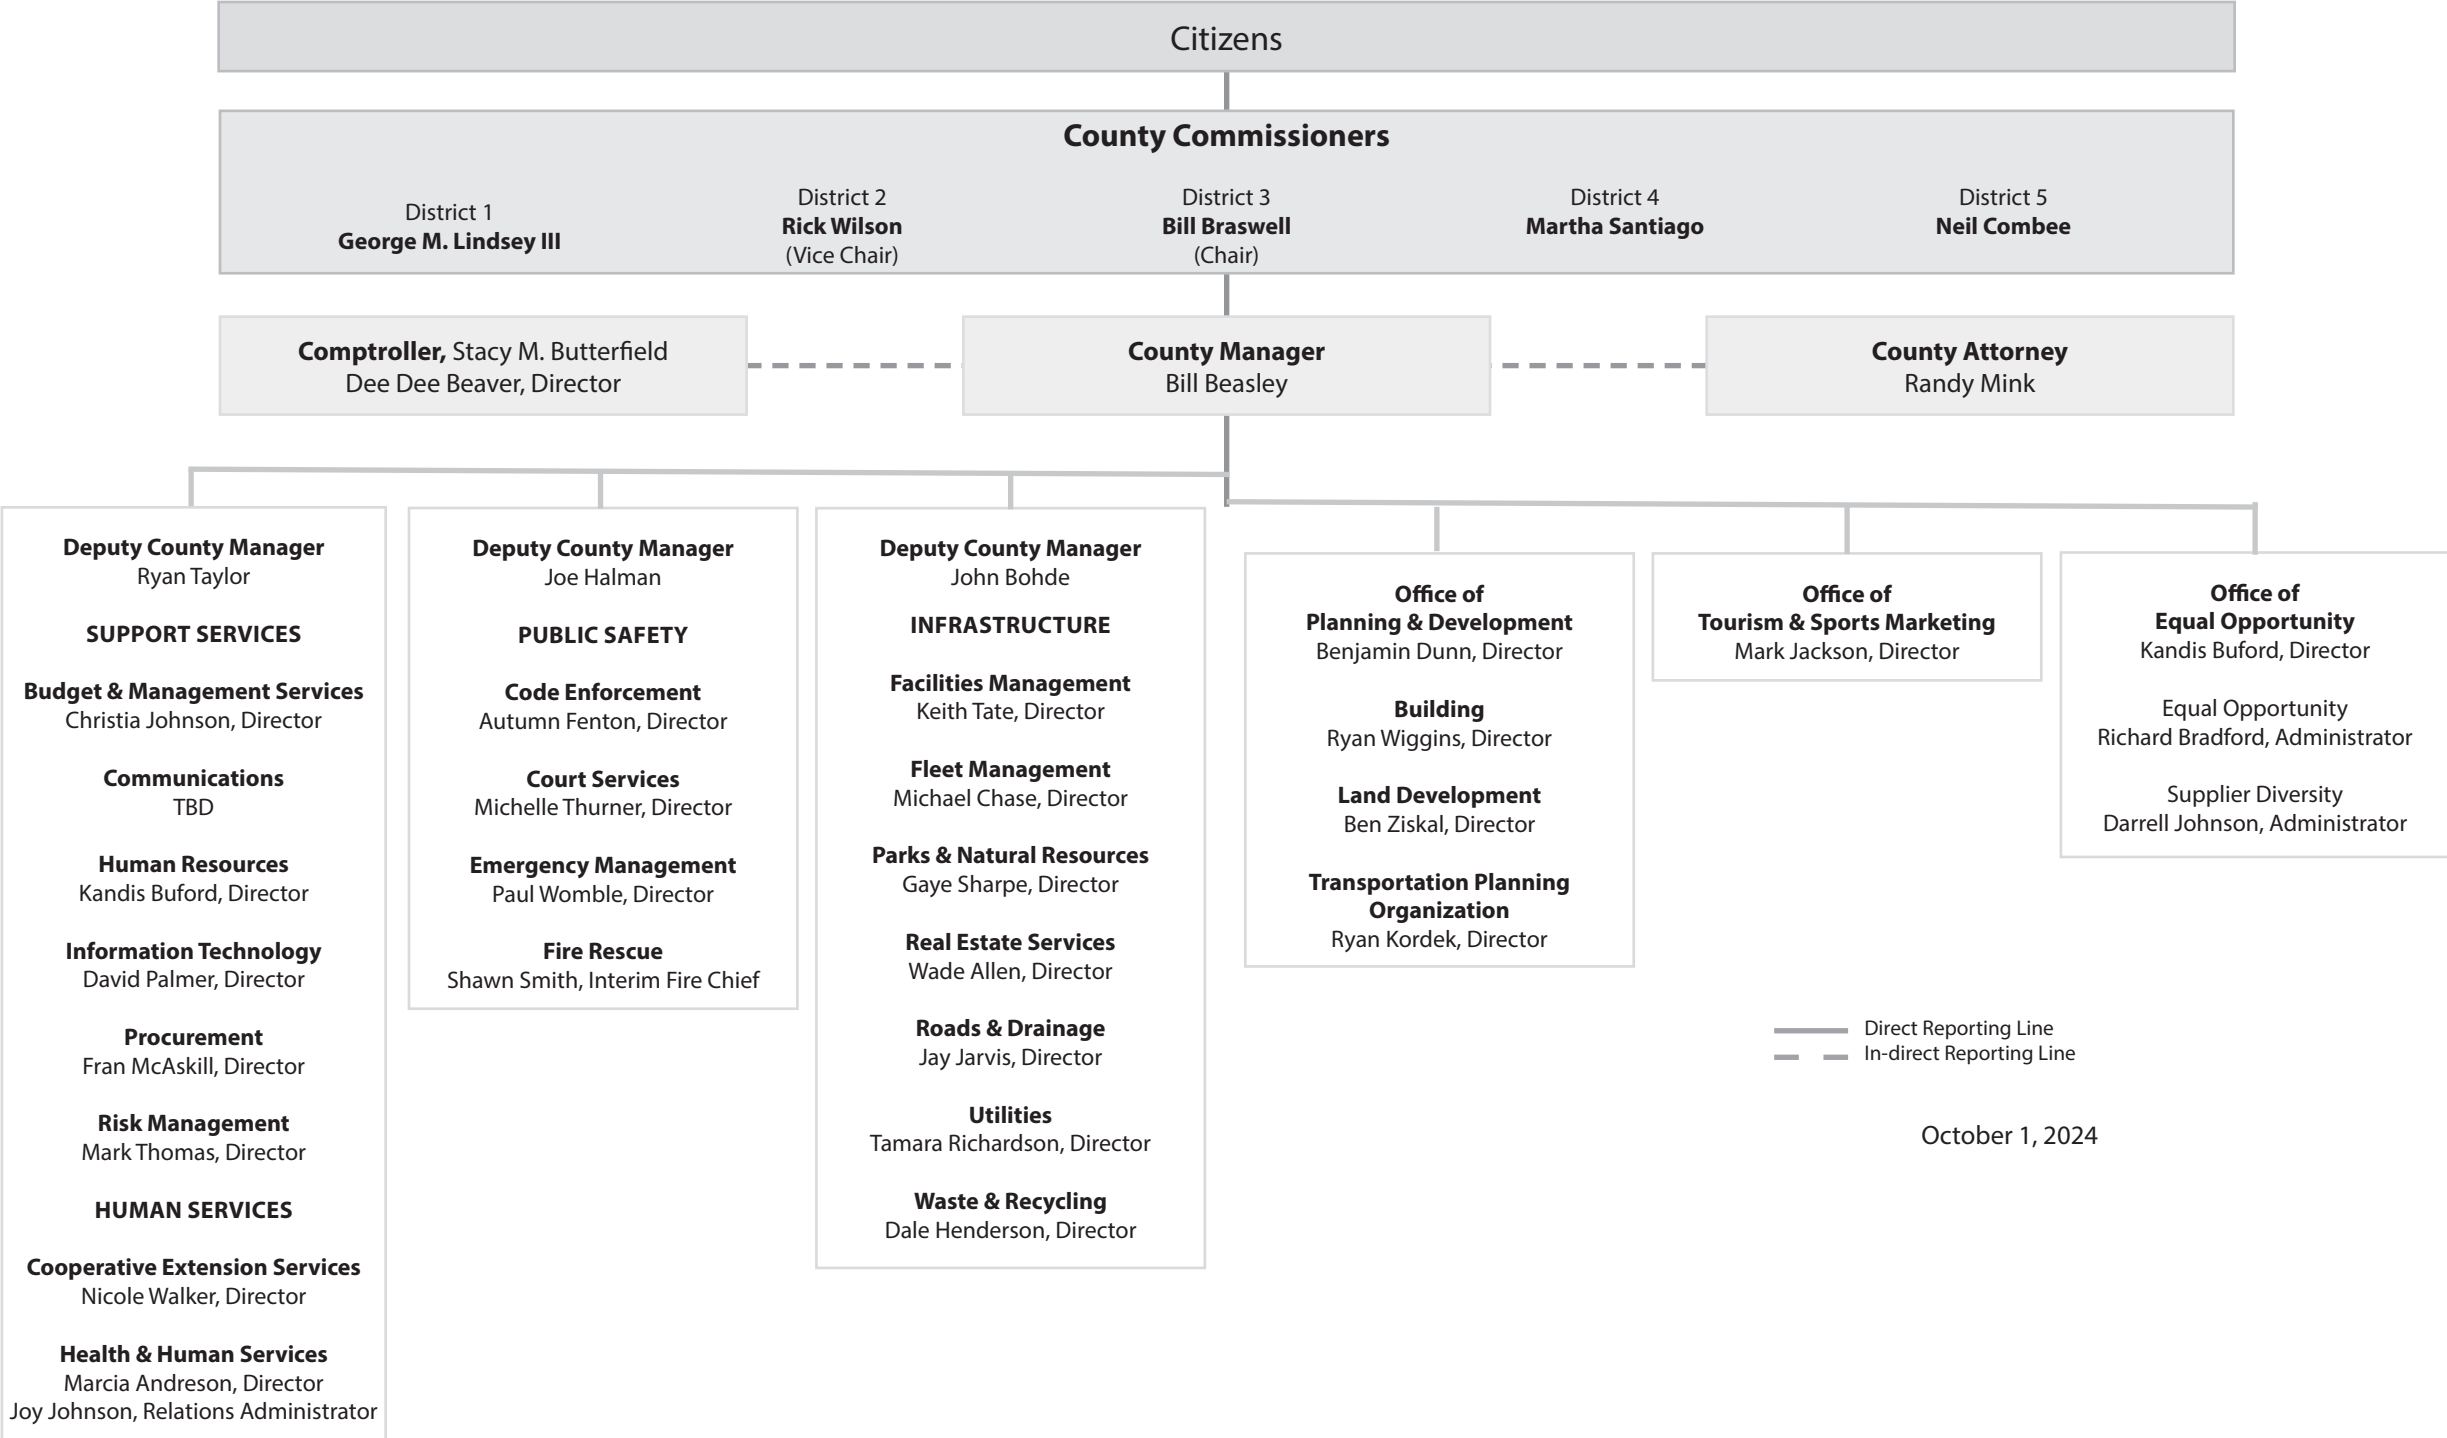 Citizens
County Commissioners
District 1
George M. Lindsey III
District 2
Rick Wilson
(Vice Chair)
District 3
Bill Braswell
(Chair)
District 4
Martha Santiago
District 5
Neil Combee
Comptroller, Stacy M. Butterfield
Dee Dee Beaver, Director
County Manager
Bill Beasley
County Attorney
Randy Mink
Deputy County Manager
Ryan Taylor
SUPPORT SERVICES
Budget & Management Services
Christia Johnson, Director
Communications
TBD
Human Resources
Kandis Buford, Director
Information Technology
David Palmer, Director
Procurement
Fran McAskill, Director
Risk Management
Mark Thomas, Director
HUMAN SERVICES
Cooperative Extension Services
Nicole Walker, Director
Health & Human Services
Marcia Andreson, Director
Joy Johnson, Relations Administrator
Deputy County Manager
Joe Halman
PUBLIC SAFETY
Code Enforcement
Autumn Fenton, Director
Court Services
Michelle Thurner, Director
Emergency Management
Paul Womble, Director
Fire Rescue
Shawn Smith, Interim Fire Chief
Deputy County Manager
John Bohde
INFRASTRUCTURE
Facilities Management
Keith Tate, Director
Fleet Management
Michael Chase, Director
Parks & Natural Resources
Gaye Sharpe, Director
Real Estate Services
Wade Allen, Director
Roads & Drainage
Jay Jarvis, Director
Utilities
Tamara Richardson, Director
Waste & Recycling
Dale Henderson, Director
Office of
Planning & Development
Benjamin Dunn, Director
Building
Ryan Wiggins, Director
Land Development
Ben Ziskal, Director
Transportation Planning
Organization
Ryan Kordek, Director
Office of
Tourism & Sports Marketing
Mark Jackson, Director
Office of
Equal Opportunity
Kandis Buford, Director
Equal Opportunity
Richard Bradford, Administrator
Supplier Diversity
Darrell Johnson, Administrator
Direct Reporting Line
In-direct Reporting Line
October 1, 2024